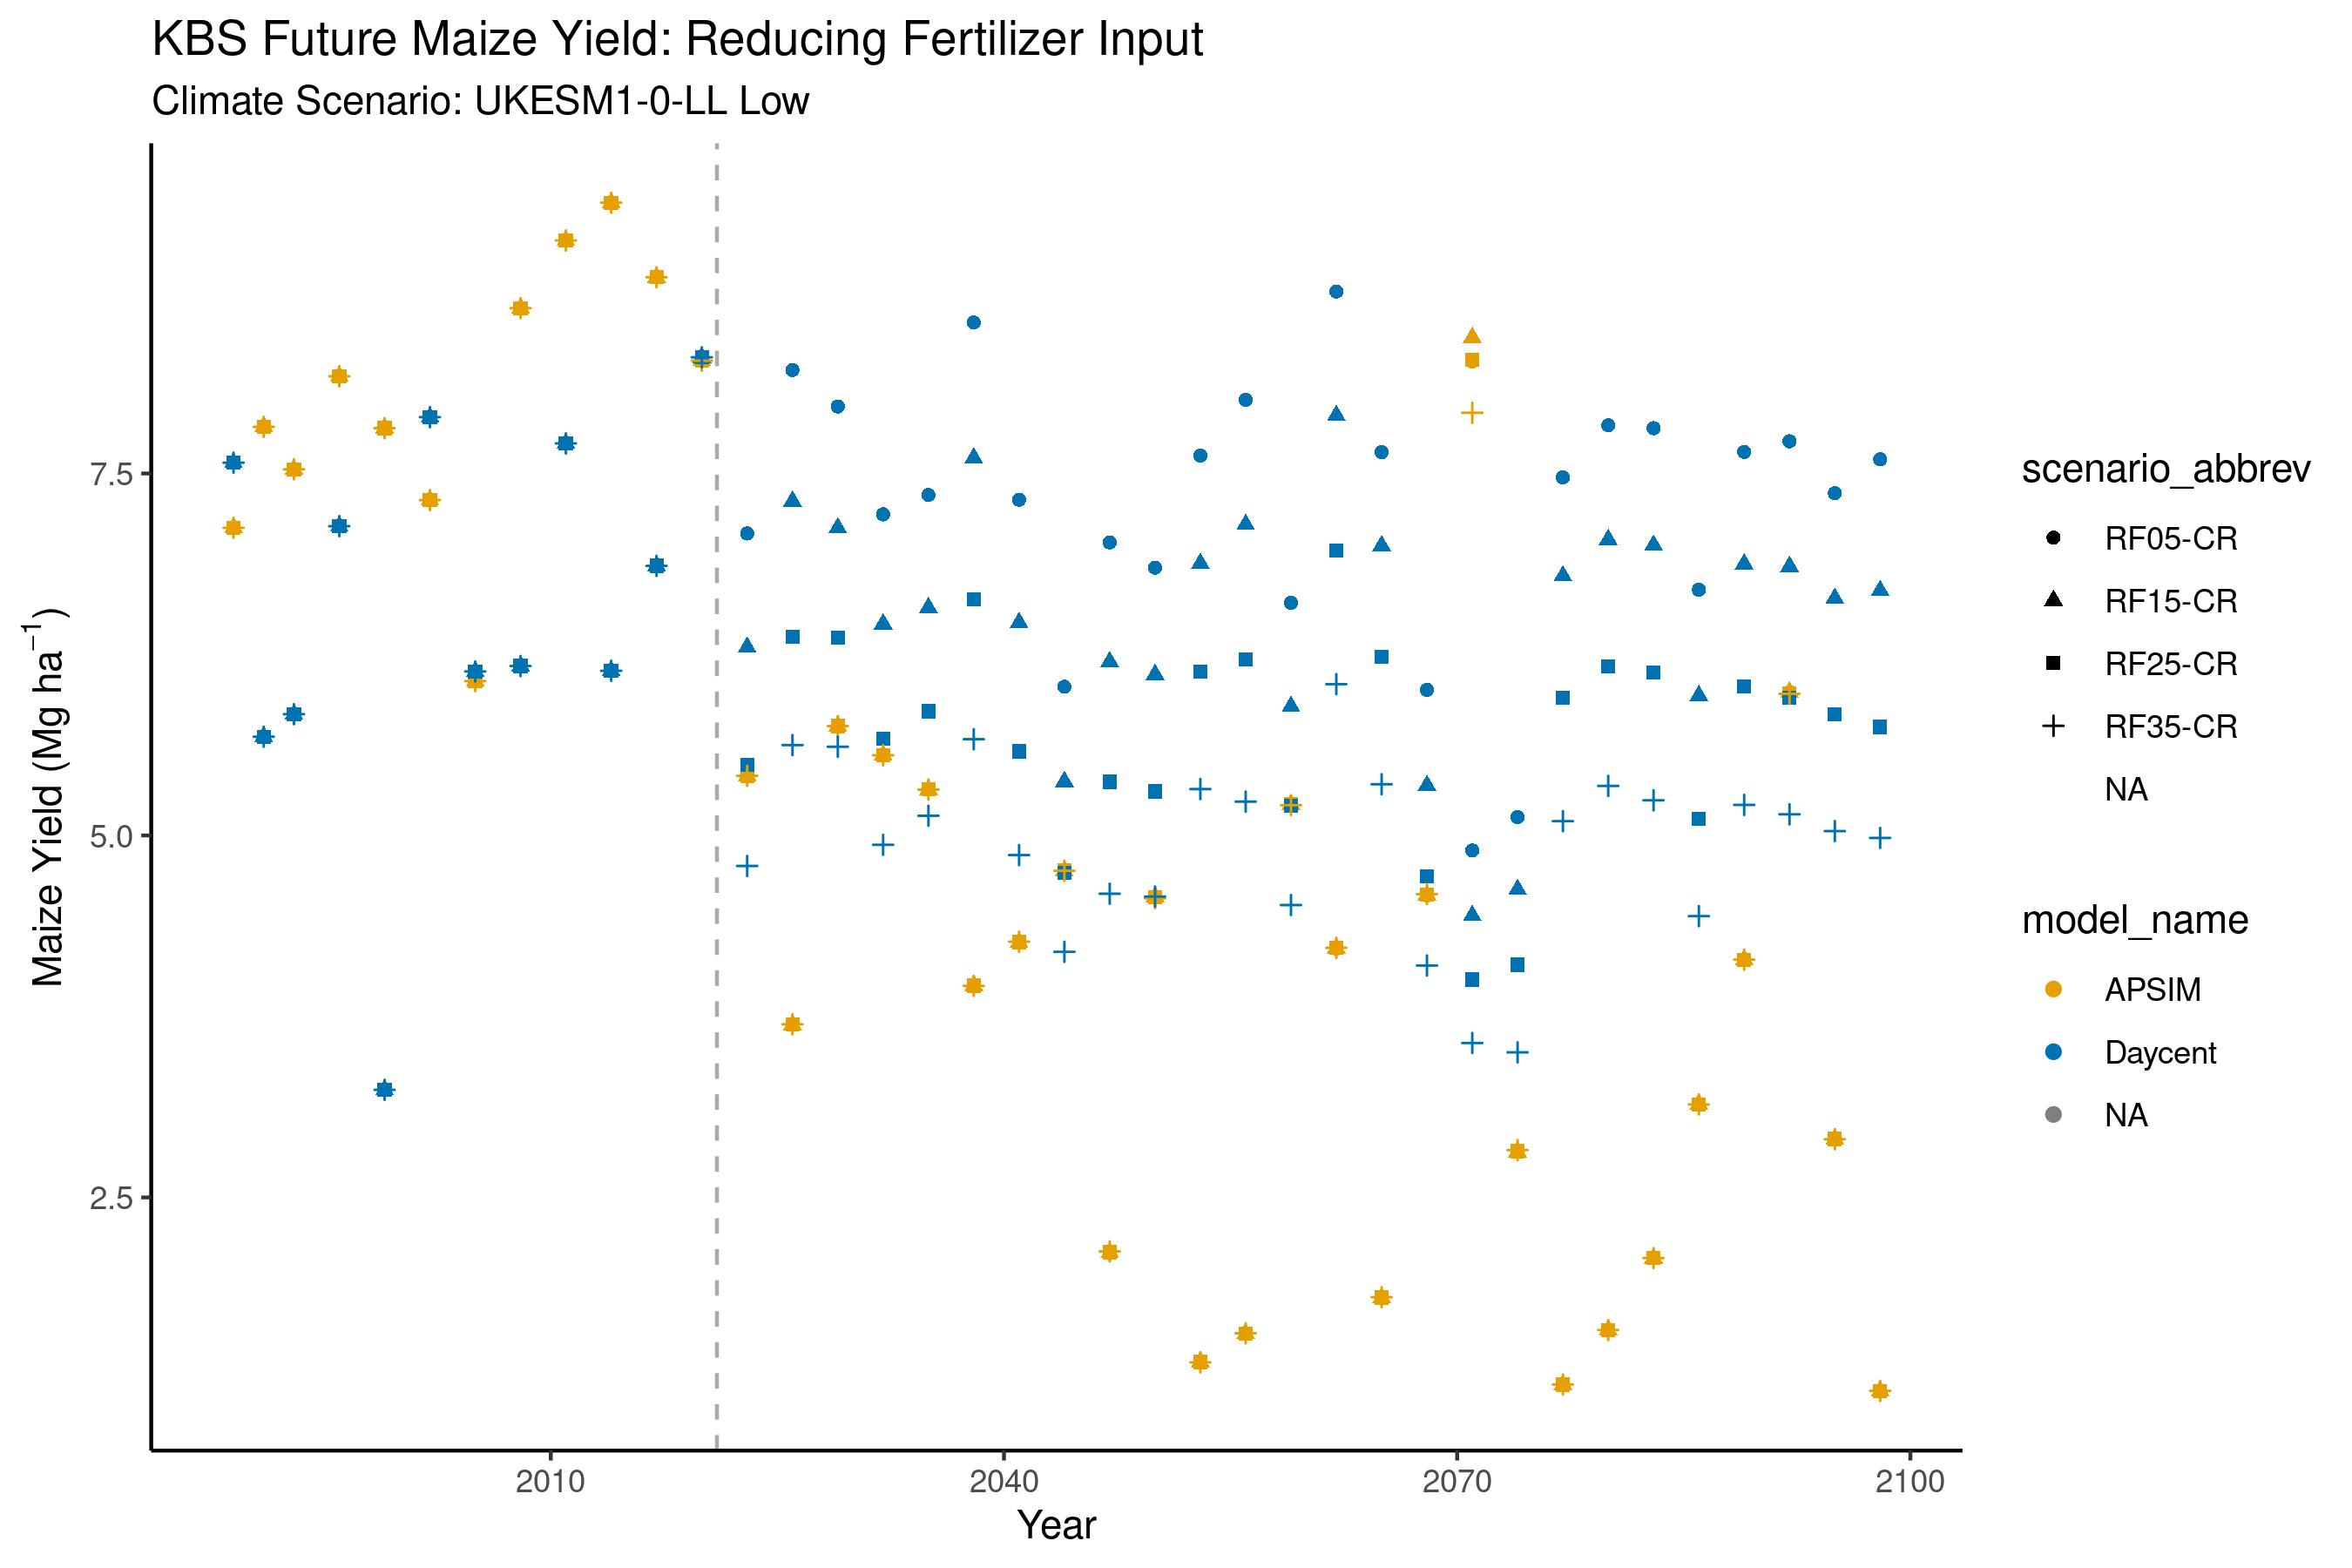 KBS Future Maize Yield: Reducing Fertilizer Input
Climate Scenario: UKESM1-0-LL Low
Maize Yield (Mg ha⁻¹)
7.5
5.0
2.5
2010
2040
2070
2100
Year
scenario_abbrev
RF05-CR
RF15-CR
RF25-CR
RF35-CR
NA
model_name
APSIM
Daycent
NA